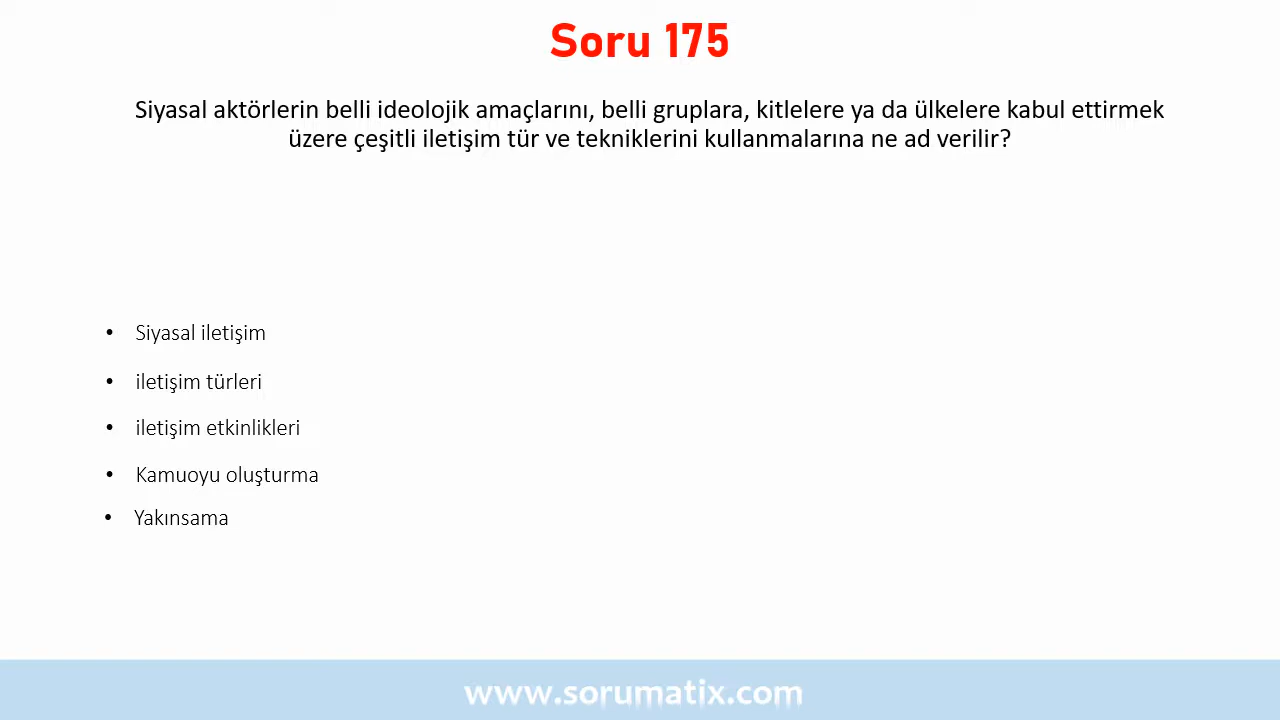 Soru 175
Siyasal aktörlerin belli ideolojik amaçlarını, belli gruplara, kitlelere ya da ülkelere kabul ettirmek
üzere çeşitli iletişim tür ve tekniklerini kullanmalarına ne ad verilir?
• Siyasal iletişim
• iletişim türleri
• iletişim etkinlikleri
• Kamuoyu oluşturma
• Yakınsama
www.sorumatix.com